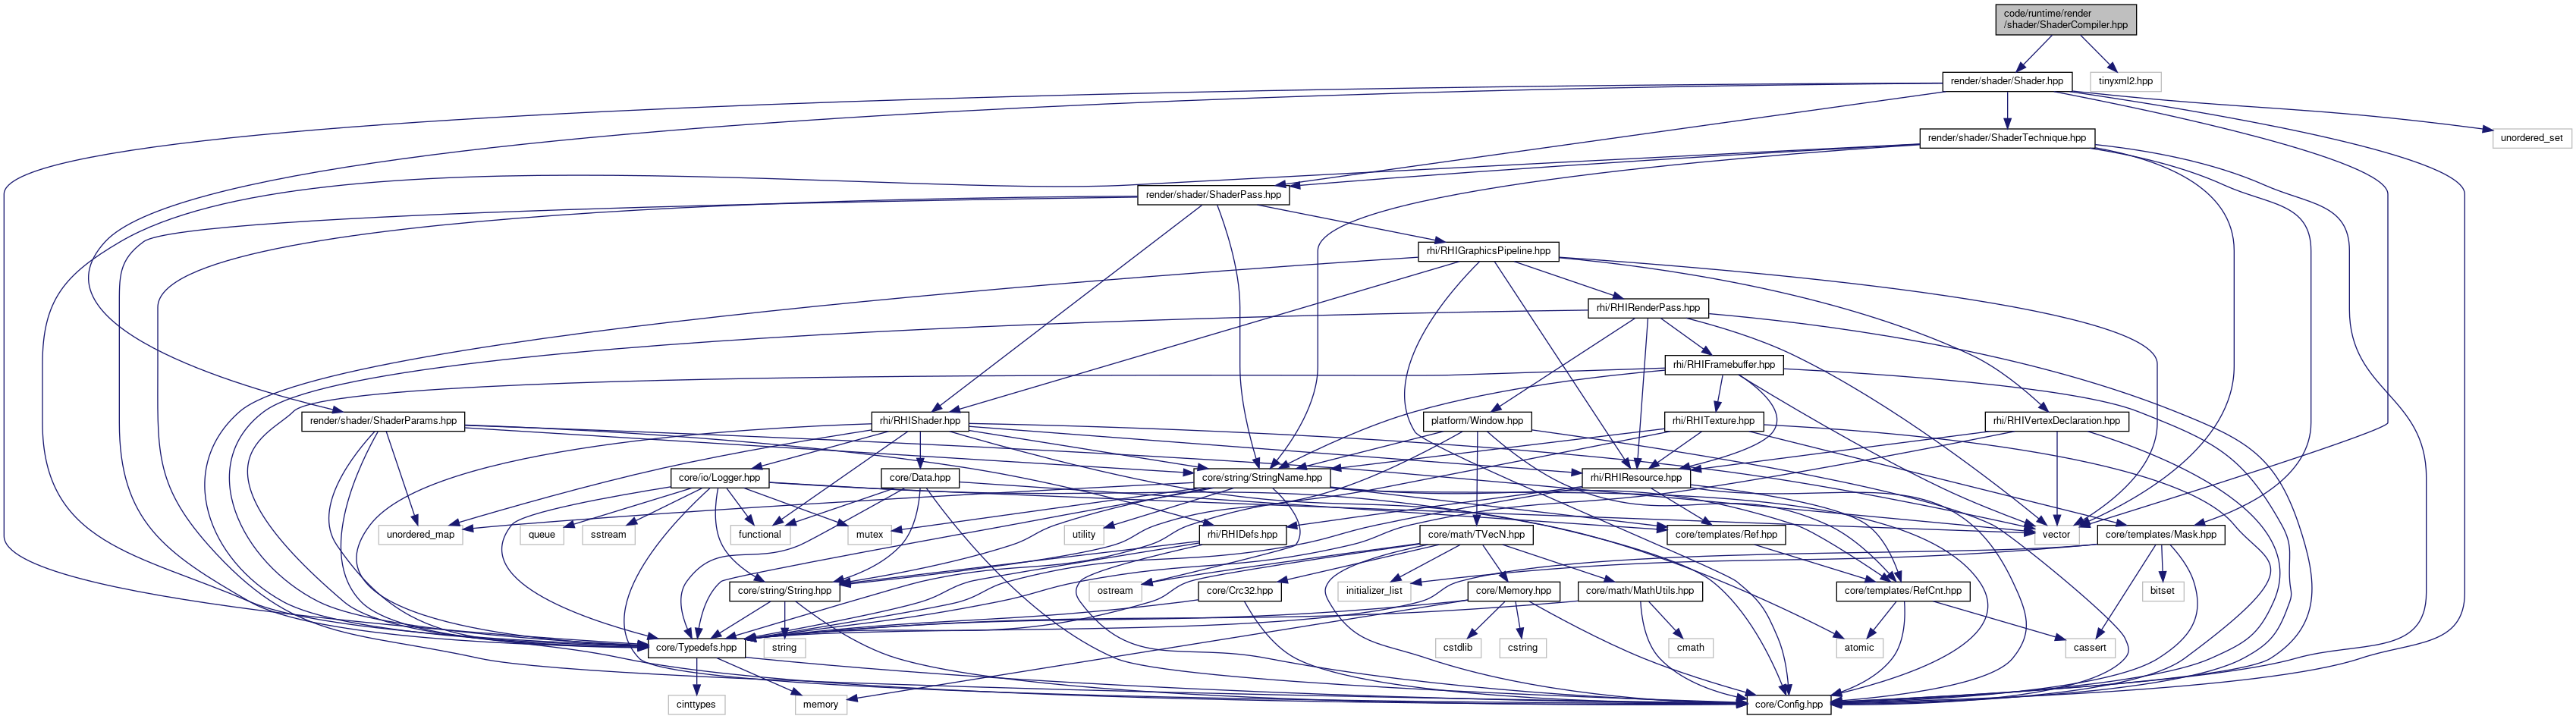 code/runtime/render
/shader/ShaderCompiler.hpp
render/shader/Shader.hpp
tinyxml2.hpp
render/shader/ShaderTechnique.hpp
unordered_set
render/shader/ShaderPass.hpp
rhi/RHIGraphicsPipeline.hpp
rhi/RHIRenderPass.hpp
rhi/RHIFramebuffer.hpp
render/shader/ShaderParams.hpp
rhi/RHIShader.hpp
platform/Window.hpp
rhi/RHITexture.hpp
rhi/RHIVertexDeclaration.hpp
core/io/Logger.hpp
core/Data.hpp
core/string/StringName.hpp
rhi/RHIResource.hpp
unordered_map
queue
sstream
functional
mutex
utility
rhi/RHIDefs.hpp
core/math/TVecN.hpp
core/templates/Ref.hpp
vector
core/templates/Mask.hpp
core/string/String.hpp
ostream
core/Crc32.hpp
initializer_list
core/Memory.hpp
core/math/MathUtils.hpp
core/templates/RefCnt.hpp
bitset
core/Typedefs.hpp
string
cstdlib
cstring
cmath
atomic
cassert
cinttypes
memory
core/Config.hpp